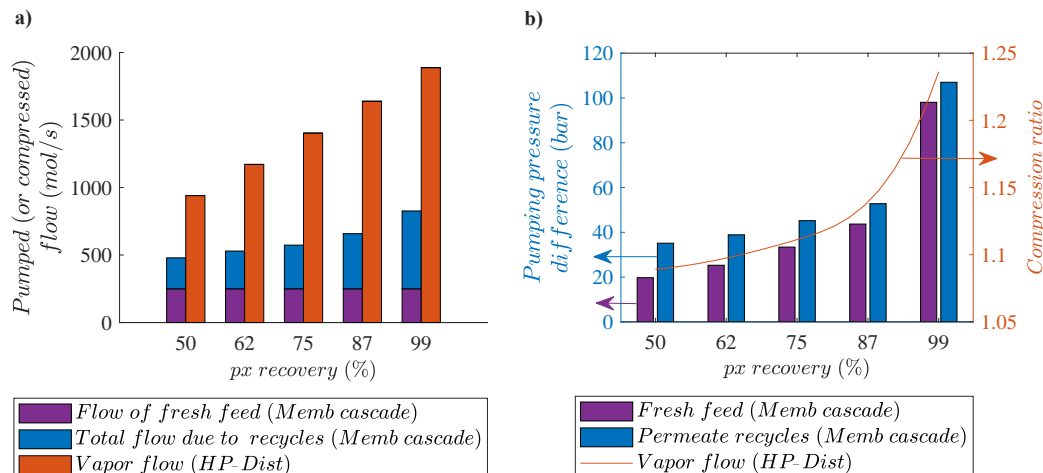 a)
2000
1500
1000
500
0
Pumped (or compressed)
flow (mol/s)
50 62 75 87 99
px recovery (%)
Flow of fresh feed (Memb cascade)
Total flow due to recycles (Memb cascade)
Vapor flow (HP-Dist)
b)
120
100
80
60
40
20
0
Pumping pressure
difference (bar)
1.25
1.2
1.15
1.1
1.05
Compression ratio
50 62 75 87 99
px recovery (%)
Fresh feed (Memb cascade)
Permeate recycles (Memb cascade)
Vapor flow (HP-Dist)